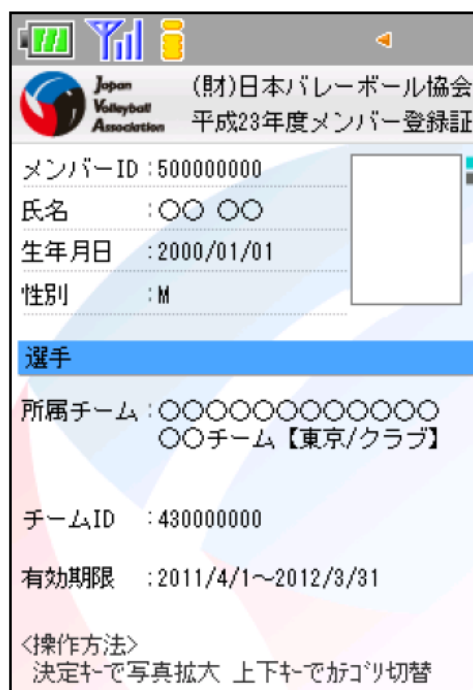 Japan
Volleyball
Association
(財)日本バレーボール協会
平成23年度メンバー登録証
メンバーID:500000000
氏名 :○○ ○○
生年月日 :2000/01/01
性別 :M
選手
所属チーム:○○○○○○○○○○○○
○○チーム【東京/クラブ】
チームID :430000000
有効期限 :2011/4/1~2012/3/31
<操作方法>
決定ｷｰで写真拡大 上下ｷｰでｶﾃｺﾞﾘ切替